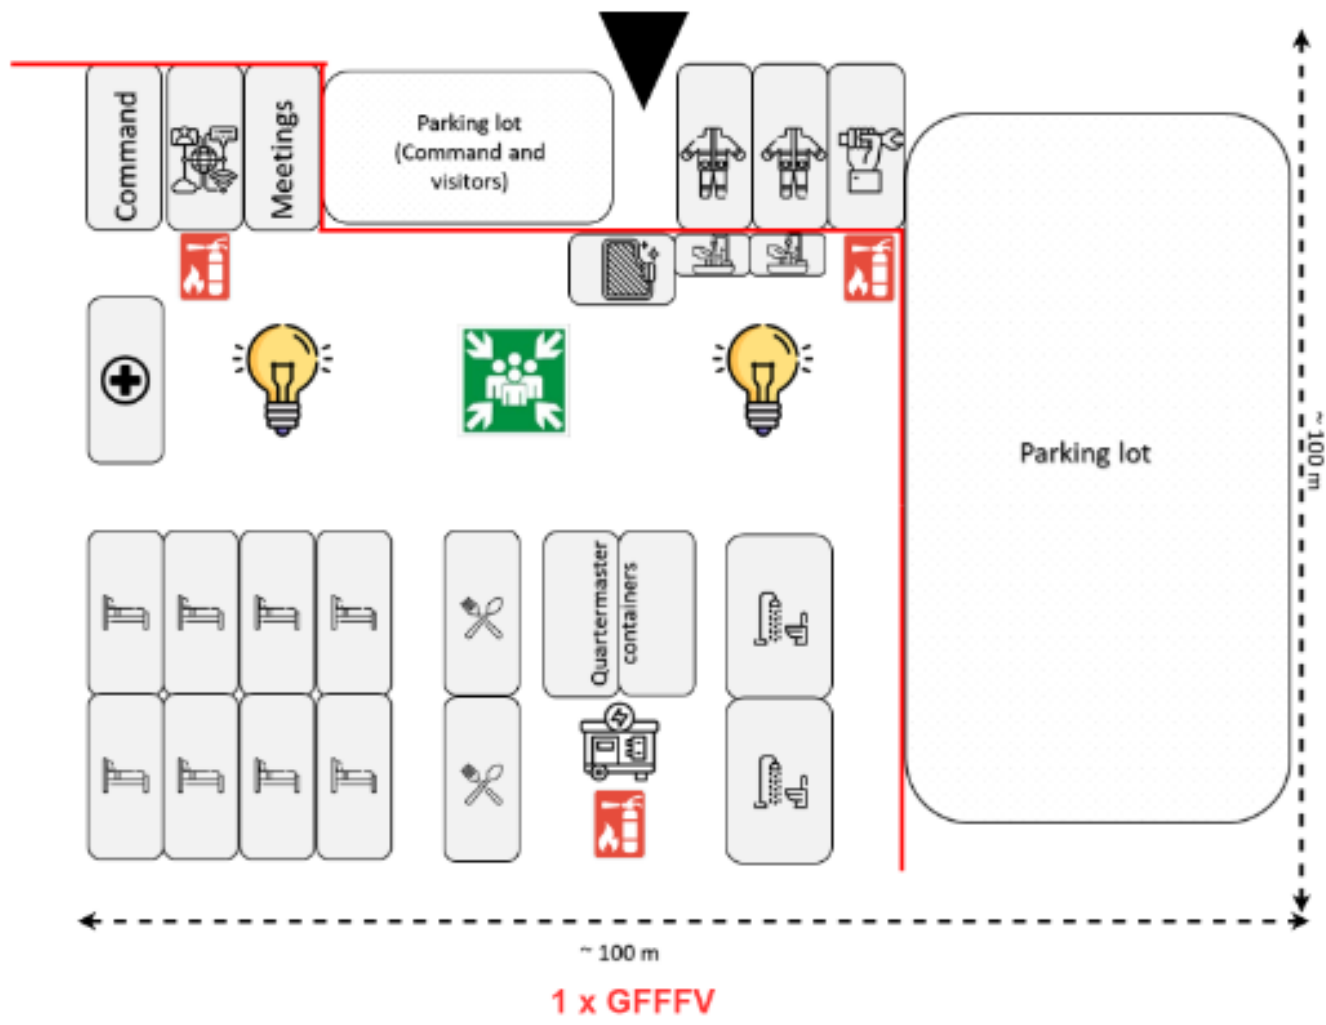 Command
Meetings
Parking lot
(Command and
visitors)
Parking lot
~ 100 m
Quartermaster
containers
~ 100 m
1 x GFFFV